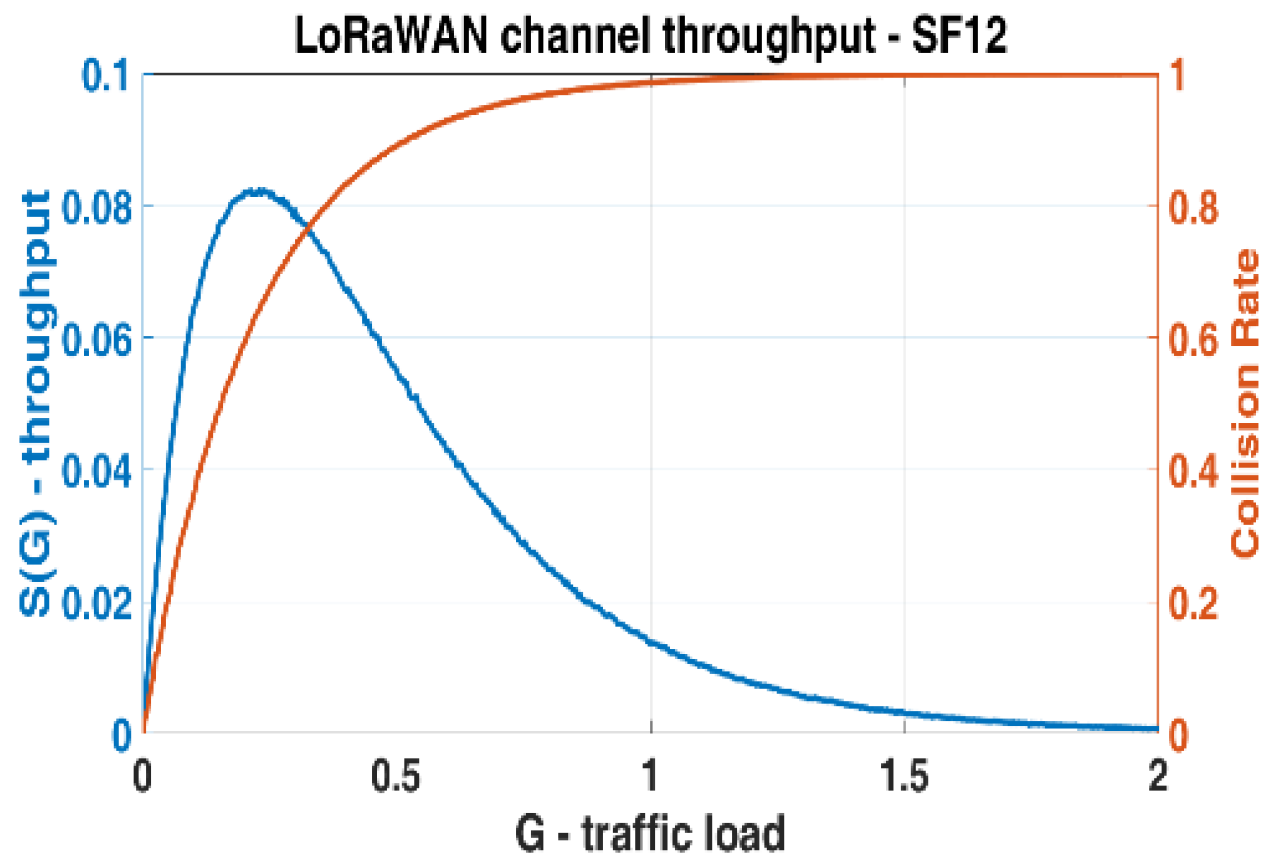 LoRaWAN channel throughput - SF12
S(G) - throughput
0.1
0.08
0.06
0.04
0.02
0
Collision Rate
1
0.8
0.6
0.4
0.2
0
0 0.5 1 1.5 2
G - traffic load